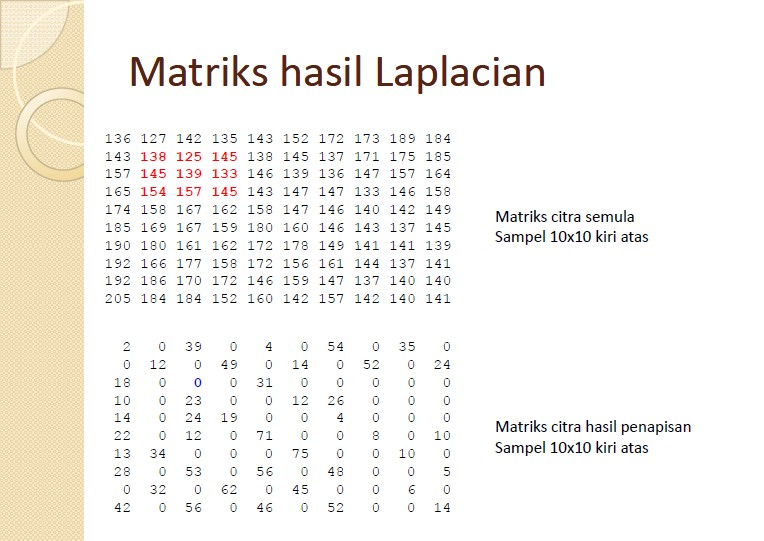 Matriks hasil Laplacian
136 127 142 135 143 152 172 173 189 184
143 138 125 145 138 145 137 171 175 185
157 145 139 133 146 139 136 147 157 164
165 154 157 145 143 147 147 133 146 158
174 158 167 162 158 147 146 140 142 149
185 169 167 159 180 160 146 143 137 145
190 180 161 162 172 178 149 141 141 139
192 166 177 158 172 156 161 144 137 141
192 186 170 172 146 159 147 137 140 140
205 184 184 152 160 142 157 142 140 141
Matriks citra semula
Sampel 10x10 kiri atas
2 0 39 0 4 0 54 0 35 0
0 12 0 49 0 14 0 52 0 24
18 0 0 0 31 0 0 0 0 0
10 0 23 0 0 12 26 0 0 0
14 0 24 19 0 0 4 0 0 0
22 0 12 0 71 0 0 8 0 10
13 34 0 0 0 75 0 0 10 0
28 0 53 0 56 0 48 0 0 5
0 32 0 62 0 45 0 0 6 0
42 0 56 0 46 0 52 0 0 14
Matriks citra hasil penapisan
Sampel 10x10 kiri atas